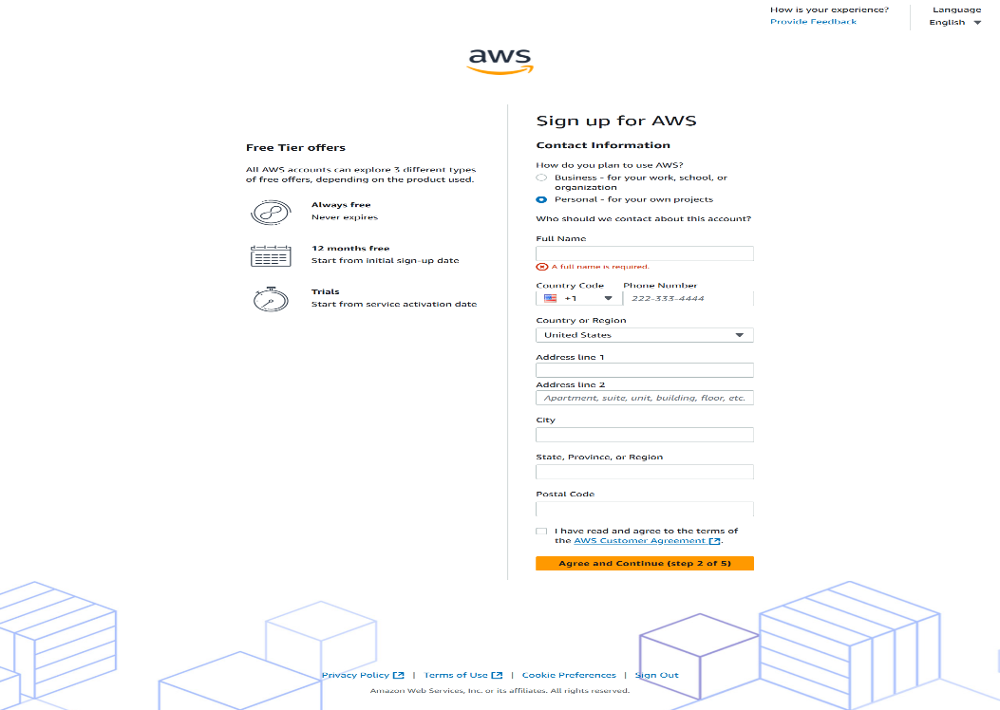 How is your experience?
Provide Feedback
Language
English
aws
Free Tier offers
All AWS accounts can explore 3 different types
of free offers, depending on the product used.
Always free
Never expires
12 months free
Start from initial sign-up date
Trials
Start from service activation date
Sign up for AWS
Contact Information
How do you plan to use AWS?
Business - for your work, school, or
organization
Personal - for your own projects
Who should we contact about this account?
Full Name
A full name is required.
Country Code Phone Number
+1 222-333-4444
Country or Region
United States
Address line 1
Address line 2
Apartment, suite, unit, building, floor, etc.
City
State, Province, or Region
Postal Code
I have read and agree to the terms of
the AWS Customer Agreement.
Agree and Continue (step 2 of 5)
Privacy Policy | Terms of Use | Cookie Preferences | Sign Out
Amazon Web Services, Inc. or its affiliates. All rights reserved.